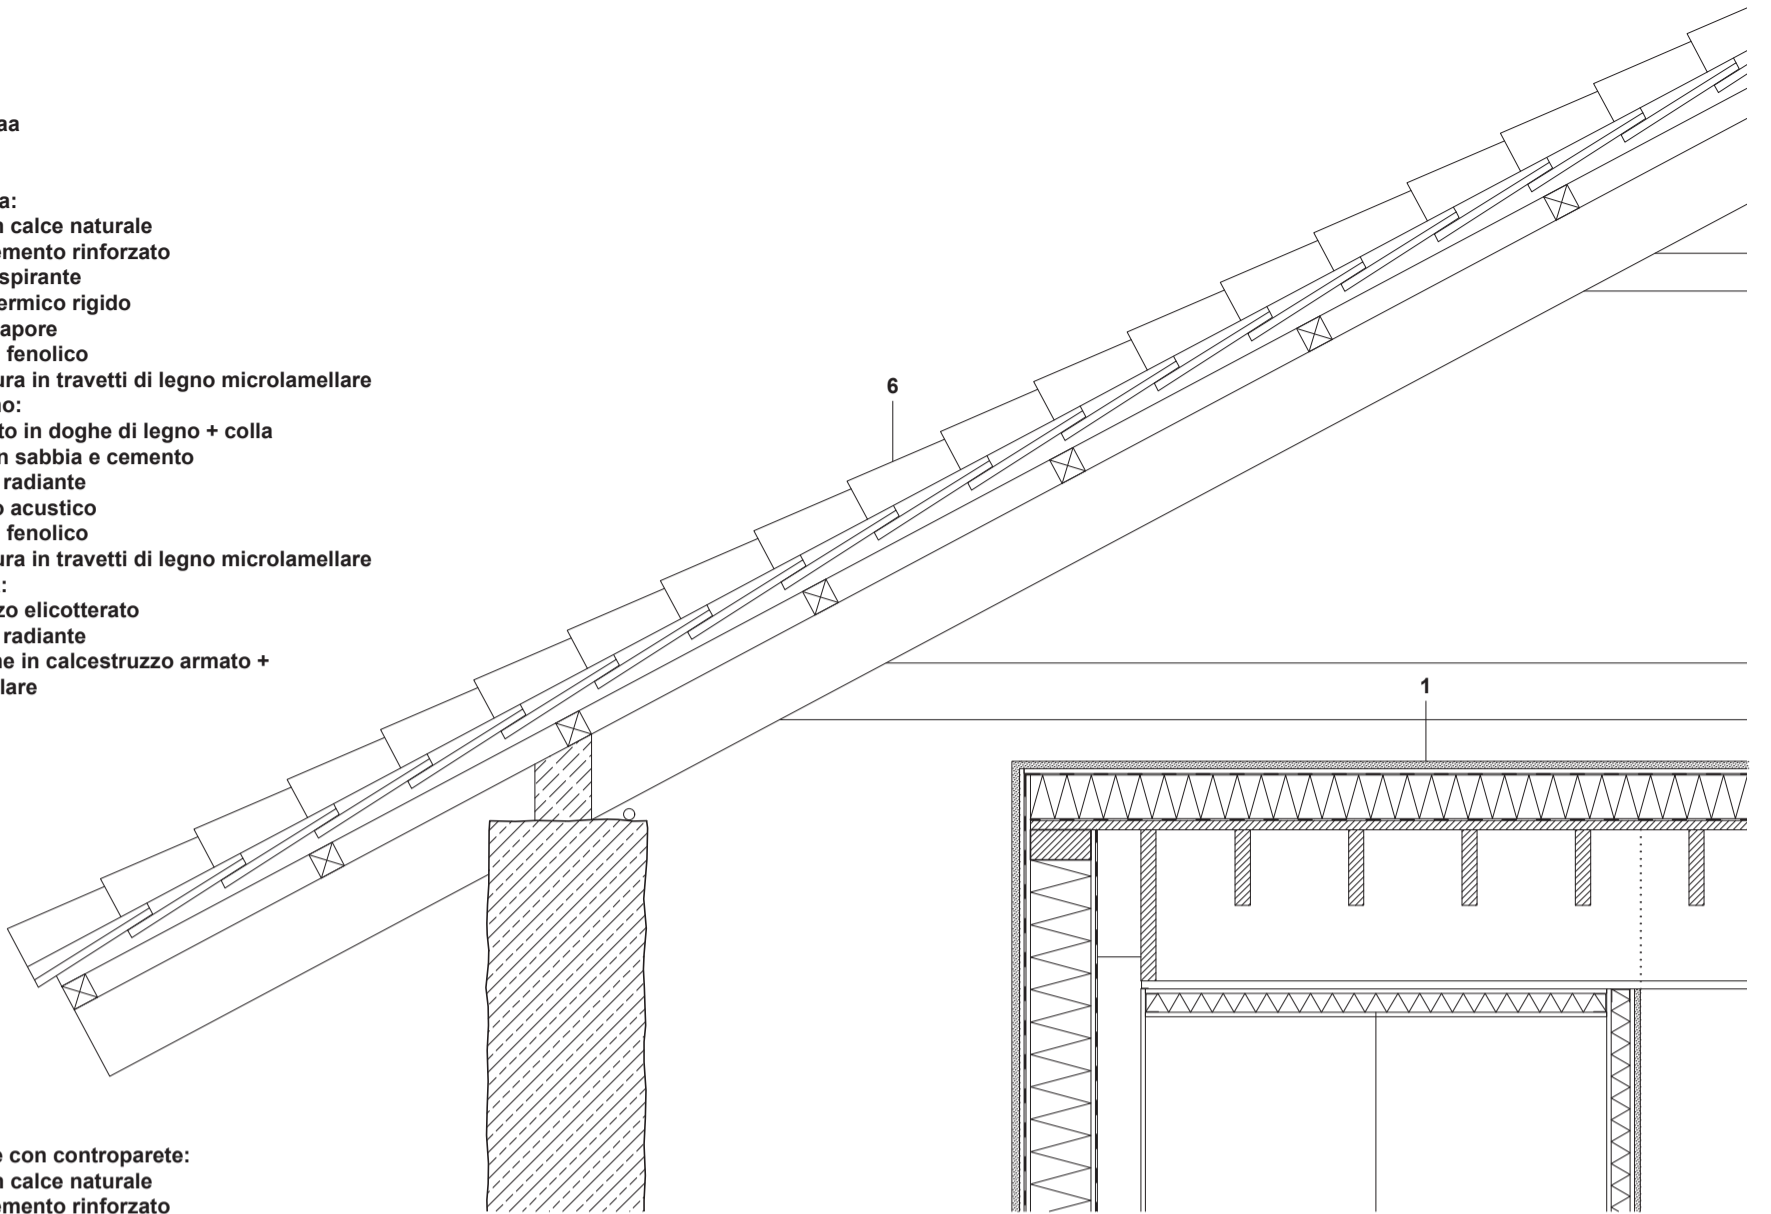 aa
a:
n calce naturale
emento rinforzato
spirante
ermico rigido
apore
fenolico
ura in travetti di legno microlamellare
no:
to in doghe di legno + colla
n sabbia e cemento
radiante
o acustico
fenolico
ura in travetti di legno microlamellare
:
zo elicotterato
radiante
ne in calcestruzzo armato +
lare
e con controparete:
n calce naturale
emento rinforzato
6
1